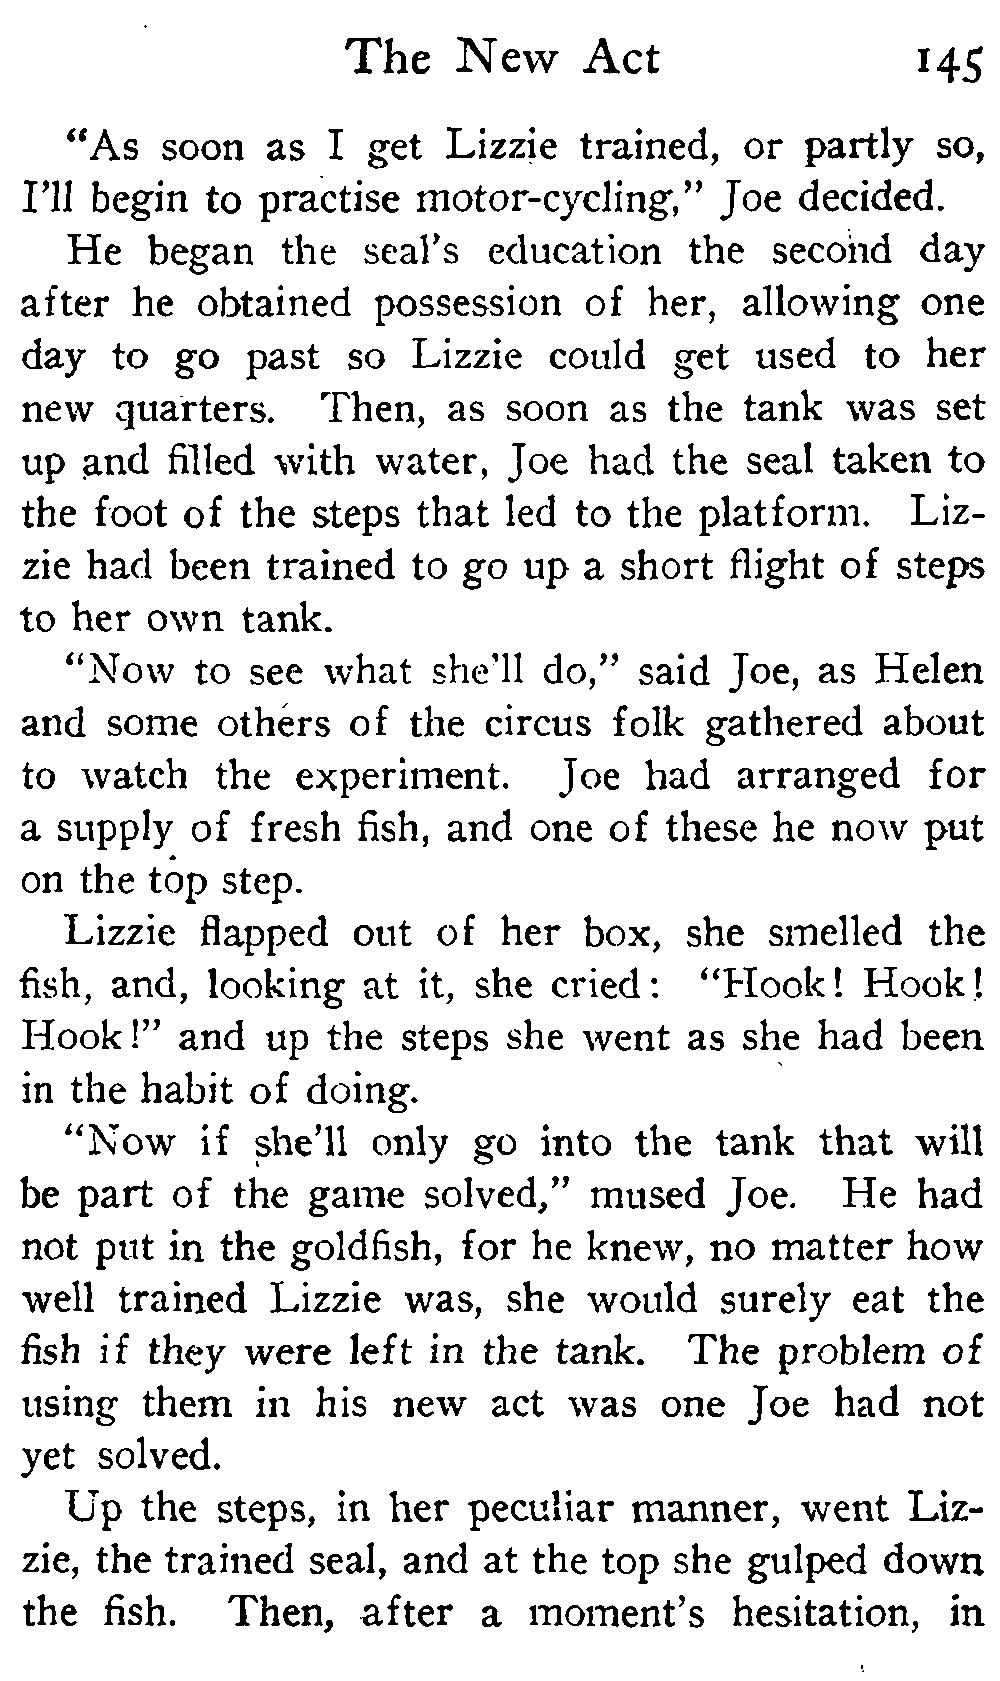 The New Act 145
"As soon as I get Lizzie trained, or partly so,
I'll begin to practise motor-cycling," Joe decided.
He began the seal's education the second day
after he obtained possession of her, allowing one
day to go past so Lizzie could get used to her
new quarters. Then, as soon as the tank was set
up and filled with water, Joe had the seal taken to
the foot of the steps that led to the platform. Liz-
zie had been trained to go up a short flight of steps
to her own tank.
"Now to see what she'll do," said Joe, as Helen
and some others of the circus folk gathered about
to watch the experiment. Joe had arranged for
a supply of fresh fish, and one of these he now put
on the top step.
Lizzie flapped out of her box, she smelled the
fish, and, looking at it, she cried: "Hook! Hook!
Hook!" and up the steps she went as she had been
in the habit of doing.
"Now if she'll only go into the tank that will
be part of the game solved," mused Joe. He had
not put in the goldfish, for he knew, no matter how
well trained Lizzie was, she would surely eat the
fish if they were left in the tank. The problem of
using them in his new act was one Joe had not
yet solved.
Up the steps, in her peculiar manner, went Liz-
zie, the trained seal, and at the top she gulped down
the fish. Then, after a moment's hesitation, in